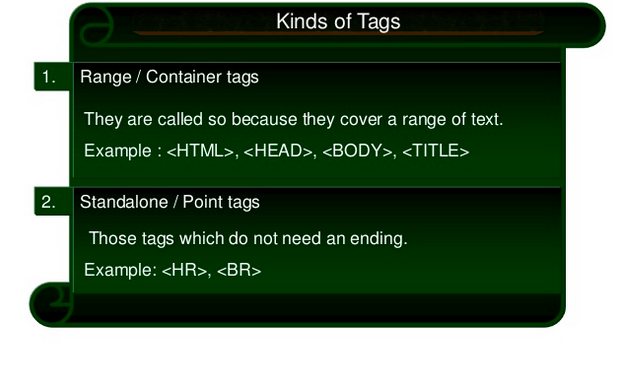 Kinds of Tags
1. Range / Container tags
They are called so because they cover a range of text.
Example : <HTML>, <HEAD>, <BODY>, <TITLE>
2. Standalone / Point tags
Those tags which do not need an ending.
Example: <HR>, <BR>